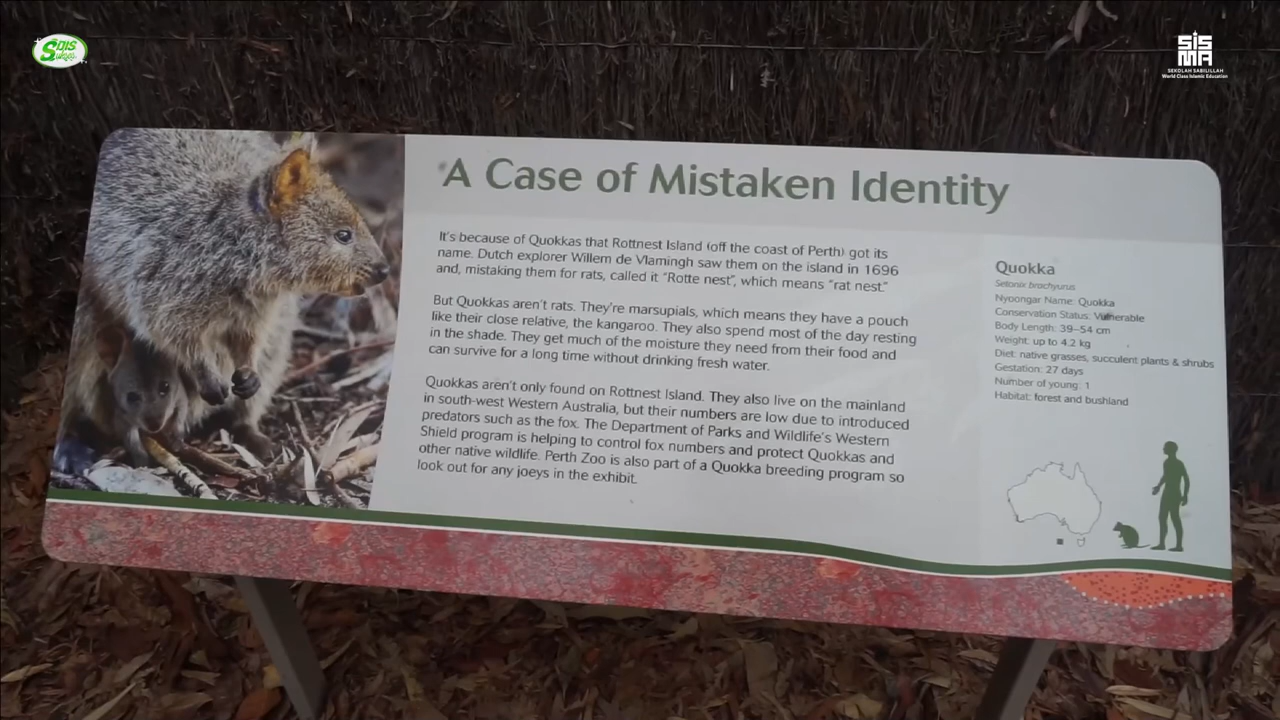 SDIS
Sukses
SISMA
SEKOLAH SABILILLAH
World Class Islamic Education
A Case of Mistaken Identity
It's because of Quokkas that Rottnest Island (off the coast of Perth) got its
name. Dutch explorer Willem de Vlamingh saw them on the island in 1696
and, mistaking them for rats, called it "Rotte nest", which means "rat nest."
But Quokkas aren't rats. They're marsupials, which means they have a pouch
like their close relative, the kangaroo. They also spend most of the day resting
in the shade. They get much of the moisture they need from their food and
can survive for a long time without drinking fresh water.
Quokkas aren't only found on Rottnest Island. They also live on the mainland
in south-west Western Australia, but their numbers are low due to introduced
predators such as the fox. The Department of Parks and Wildlife's Western
Shield program is helping to control fox numbers and protect Quokkas and
other native wildlife. Perth Zoo is also part of a Quokka breeding program so
look out for any joeys in the exhibit.
Quokka
Setonix brachyurus
Nyoongar Name: Quokka
Conservation Status: Vulnerable
Body Length: 39–54 cm
Weight: up to 4.2 kg
Diet: native grasses, succulent plants & shrubs
Gestation: 27 days
Number of young: 1
Habitat: forest and bushland